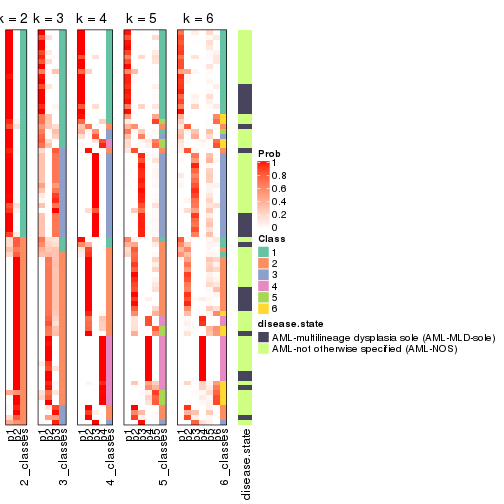 k = 2 k = 3 k = 4 k = 5 k = 6
Prob
1
0.8
0.6
0.4
0.2
0
Class
1
2
3
4
5
6
disease.state
AML-multilineage dysplasia sole (AML-MLD-sole)
AML-not otherwise specified (AML-NOS)
p1
p2
2_classes
p1
p2
p3
3_classes
p1
p2
p3
p4
4_classes
p1
p2
p3
p4
p5
5_classes
p1
p2
p3
p4
p5
p6
6_classes
disease.state